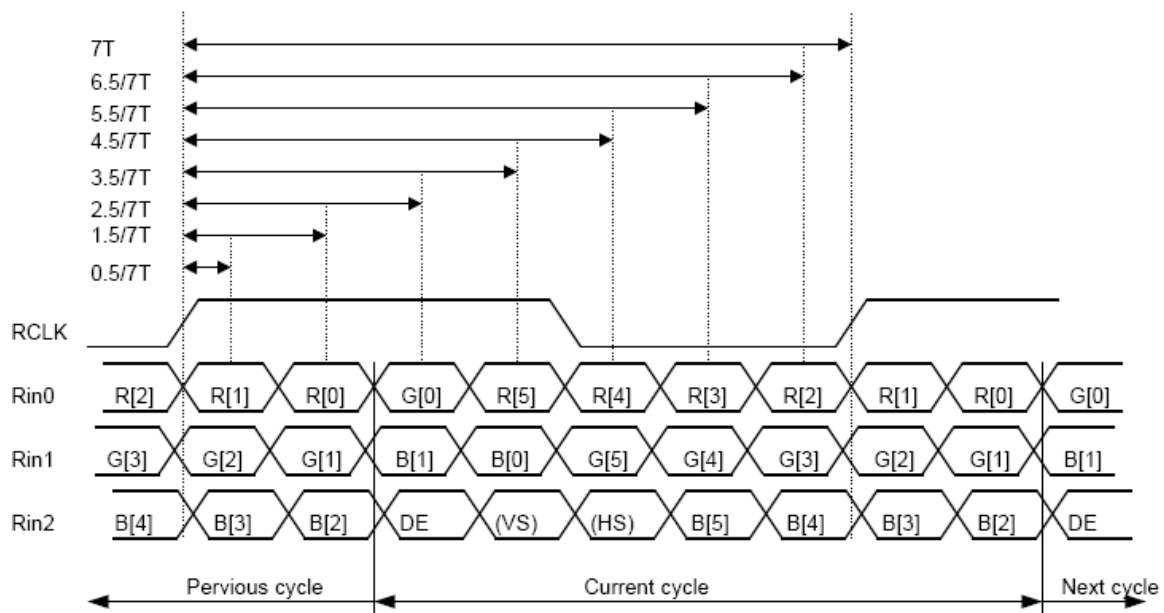 7T
6.5/7T
5.5/7T
4.5/7T
3.5/7T
2.5/7T
1.5/7T
0.5/7T
RCLK
Rin0 R[2] R[1] R[0] G[0] R[5] R[4] R[3] R[2] R[1] R[0] G[0]
Rin1 G[3] G[2] G[1] B[1] B[0] G[5] G[4] G[3] G[2] G[1] B[1]
Rin2 B[4] B[3] B[2] DE (VS) (HS) B[5] B[4] B[3] B[2] DE
Pervious cycle Current cycle Next cycle